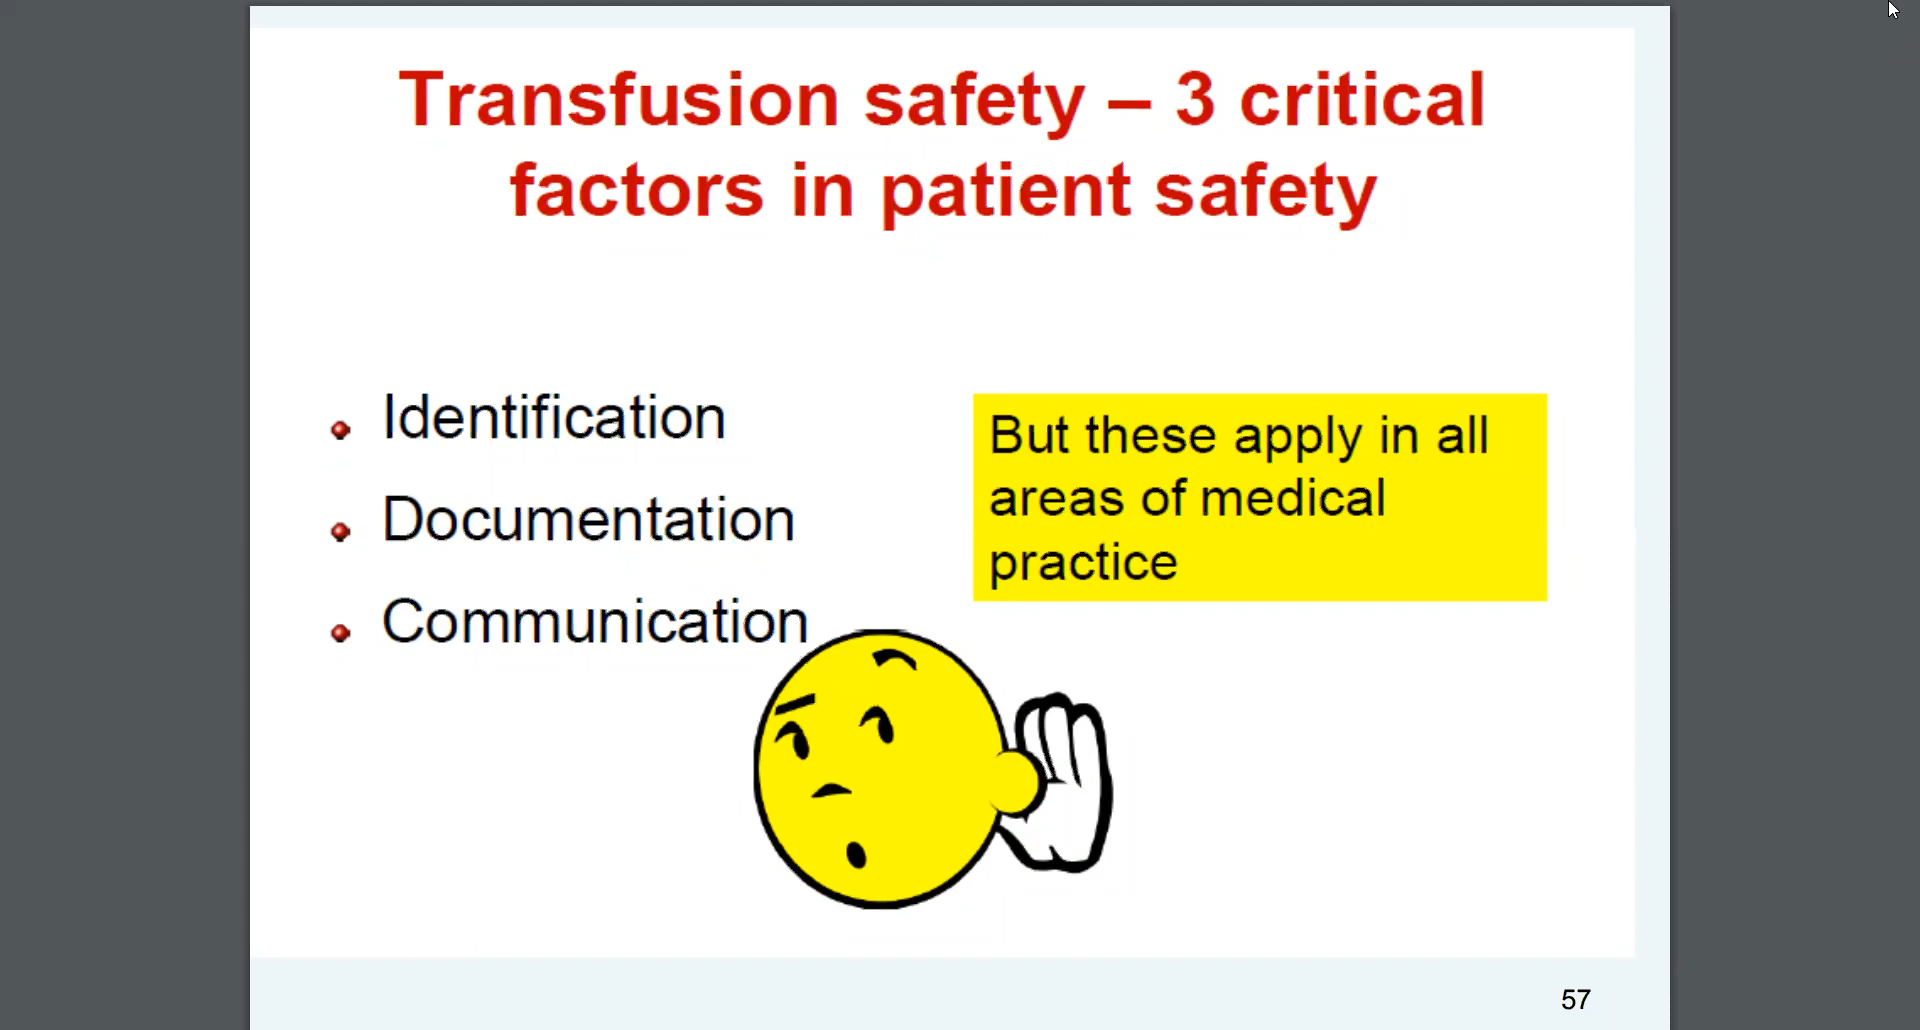 Transfusion safety – 3 critical
factors in patient safety
Identification
Documentation
Communication
But these apply in all
areas of medical
practice
57